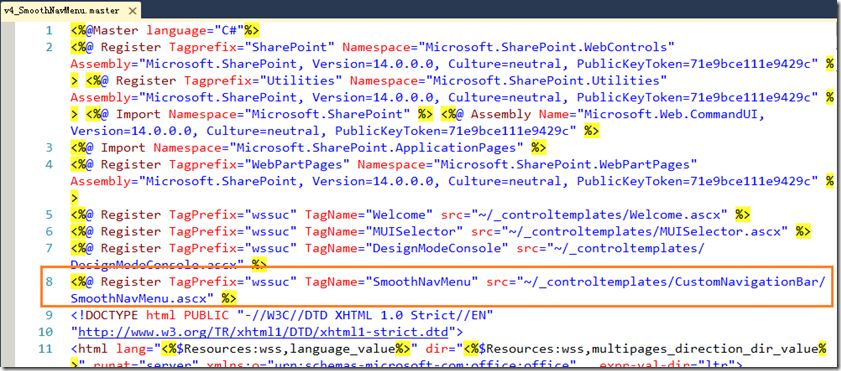 v4_SmoothNavMenu.master ×
1 <%@Master language="C#"%>
2 <%@ Register Tagprefix="SharePoint" Namespace="Microsoft.SharePoint.WebControls"
Assembly="Microsoft.SharePoint, Version=14.0.0.0, Culture=neutral, PublicKeyToken=71e9bce111e9429c" %
> <%@ Register Tagprefix="Utilities" Namespace="Microsoft.SharePoint.Utilities"
Assembly="Microsoft.SharePoint, Version=14.0.0.0, Culture=neutral, PublicKeyToken=71e9bce111e9429c" %
> <%@ Import Namespace="Microsoft.SharePoint" %> <%@ Assembly Name="Microsoft.Web.CommandUI,
Version=14.0.0.0, Culture=neutral, PublicKeyToken=71e9bce111e9429c" %>
3 <%@ Import Namespace="Microsoft.SharePoint.ApplicationPages" %>
4 <%@ Register Tagprefix="WebPartPages" Namespace="Microsoft.SharePoint.WebPartPages"
Assembly="Microsoft.SharePoint, Version=14.0.0.0, Culture=neutral, PublicKeyToken=71e9bce111e9429c" %
>
5 <%@ Register TagPrefix="wssuc" TagName="Welcome" src="~/_controltemplates/Welcome.ascx" %>
6 <%@ Register TagPrefix="wssuc" TagName="MUISelector" src="~/_controltemplates/MUISelector.ascx" %>
7 <%@ Register TagPrefix="wssuc" TagName="DesignModeConsole" src="~/_controltemplates/
DesignModeConsole.ascx" %>
8 <%@ Register TagPrefix="wssuc" TagName="SmoothNavMenu" src="~/_controltemplates/CustomNavigationBar/
SmoothNavMenu.ascx" %>
9 <!DOCTYPE html PUBLIC "-//W3C//DTD XHTML 1.0 Strict//EN"
10 "http://www.w3.org/TR/xhtml1/DTD/xhtml1-strict.dtd">
11 <html lang="<%$Resources:wss,language_value%>" dir="<%$Resources:wss,multipages_direction_dir_value%
>" runat="server" xmlns:o="urn:schemas-microsoft-com:office:office" expr-val-dir="ltr">